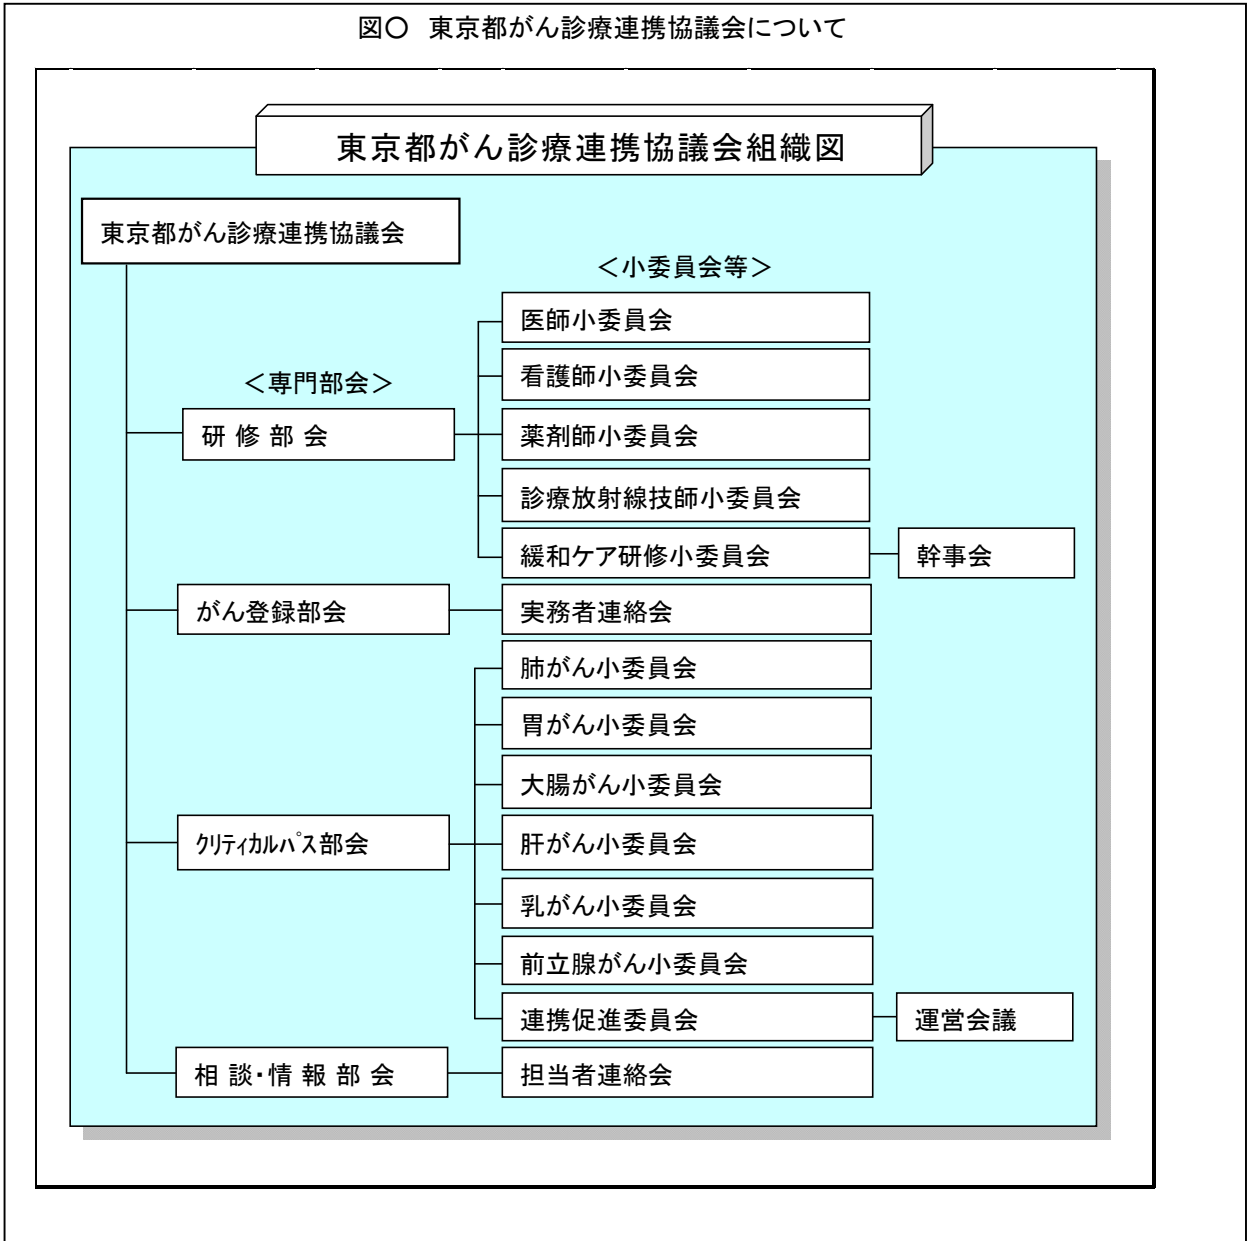 図〇 東京都がん診療連携協議会について
東京都がん診療連携協議会組織図
東京都がん診療連携協議会
＜小委員会等＞
医師小委員会
看護師小委員会
＜専門部会＞
研 修 部 会
薬剤師小委員会
診療放射線技師小委員会
緩和ケア研修小委員会
幹事会
がん登録部会
実務者連絡会
肺がん小委員会
胃がん小委員会
大腸がん小委員会
ｸﾘﾃｨｶﾙﾊﾟｽ部会
肝がん小委員会
乳がん小委員会
前立腺がん小委員会
連携促進委員会
運営会議
相 談・情 報 部 会
担当者連絡会